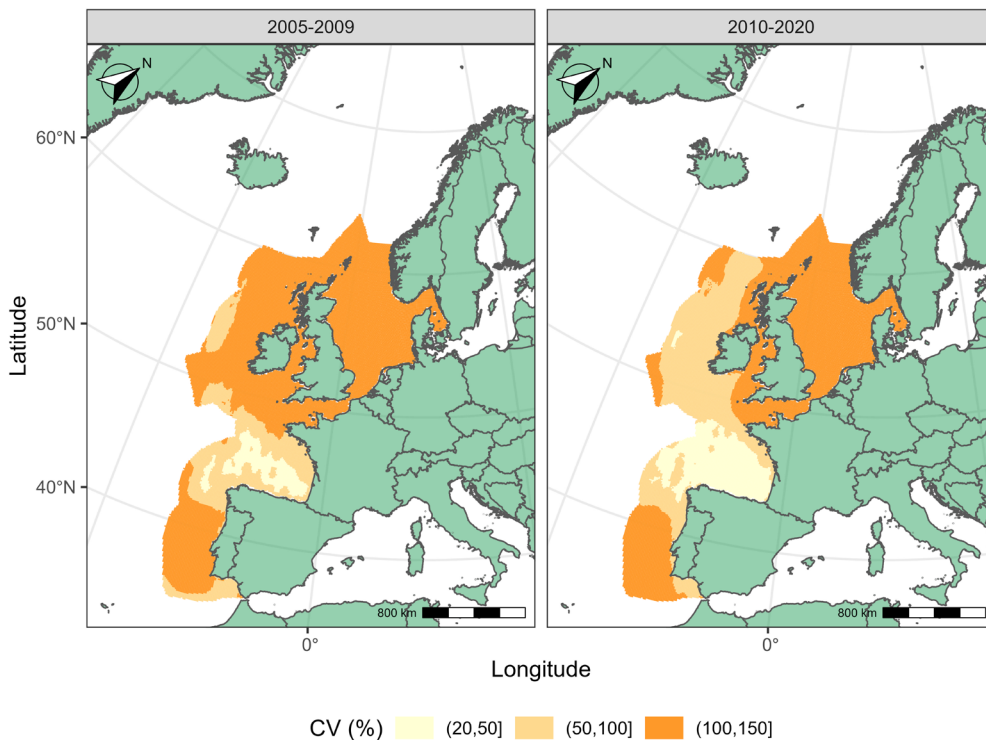 2005-2009
2010-2020
N
N
60°N
50°N
40°N
Latitude
800 km
800 km
0°
0°
Longitude
CV (%)
(20,50]
(50,100]
(100,150]